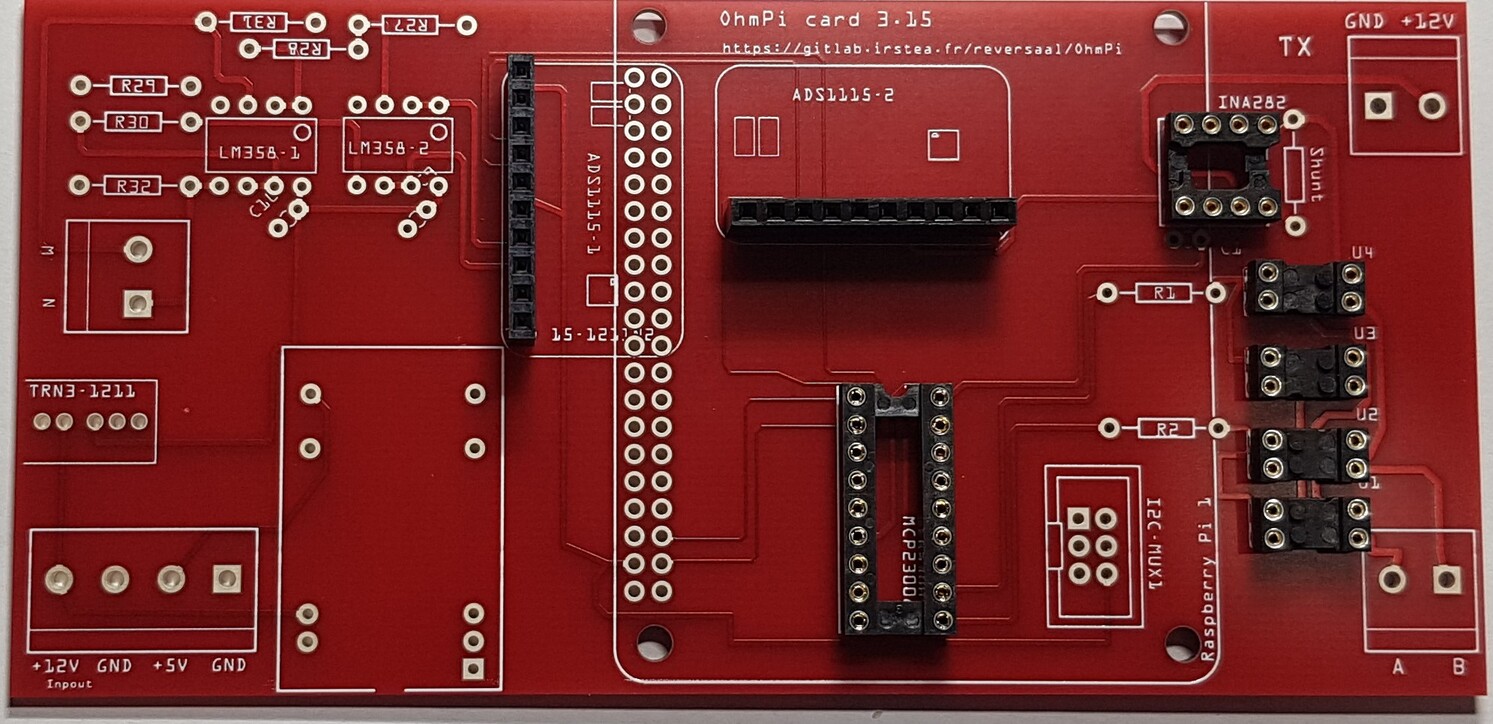 R31
R27
R28
OhmPi card 3.15
https://gitlab.irstea.fr/reversaal/OhmPi
TX
GND +12V
R29
R30
LM358-1
LM358-2
R32
ADS1115-1
ADS1115-2
INA282
Shunt
C1
M
N
R1
R2
U4
U3
U2
TRN3-1211
MCP2300
I2C-MUX1
Raspberry Pi 1
+12V GND +5V GND
Inpout
A B